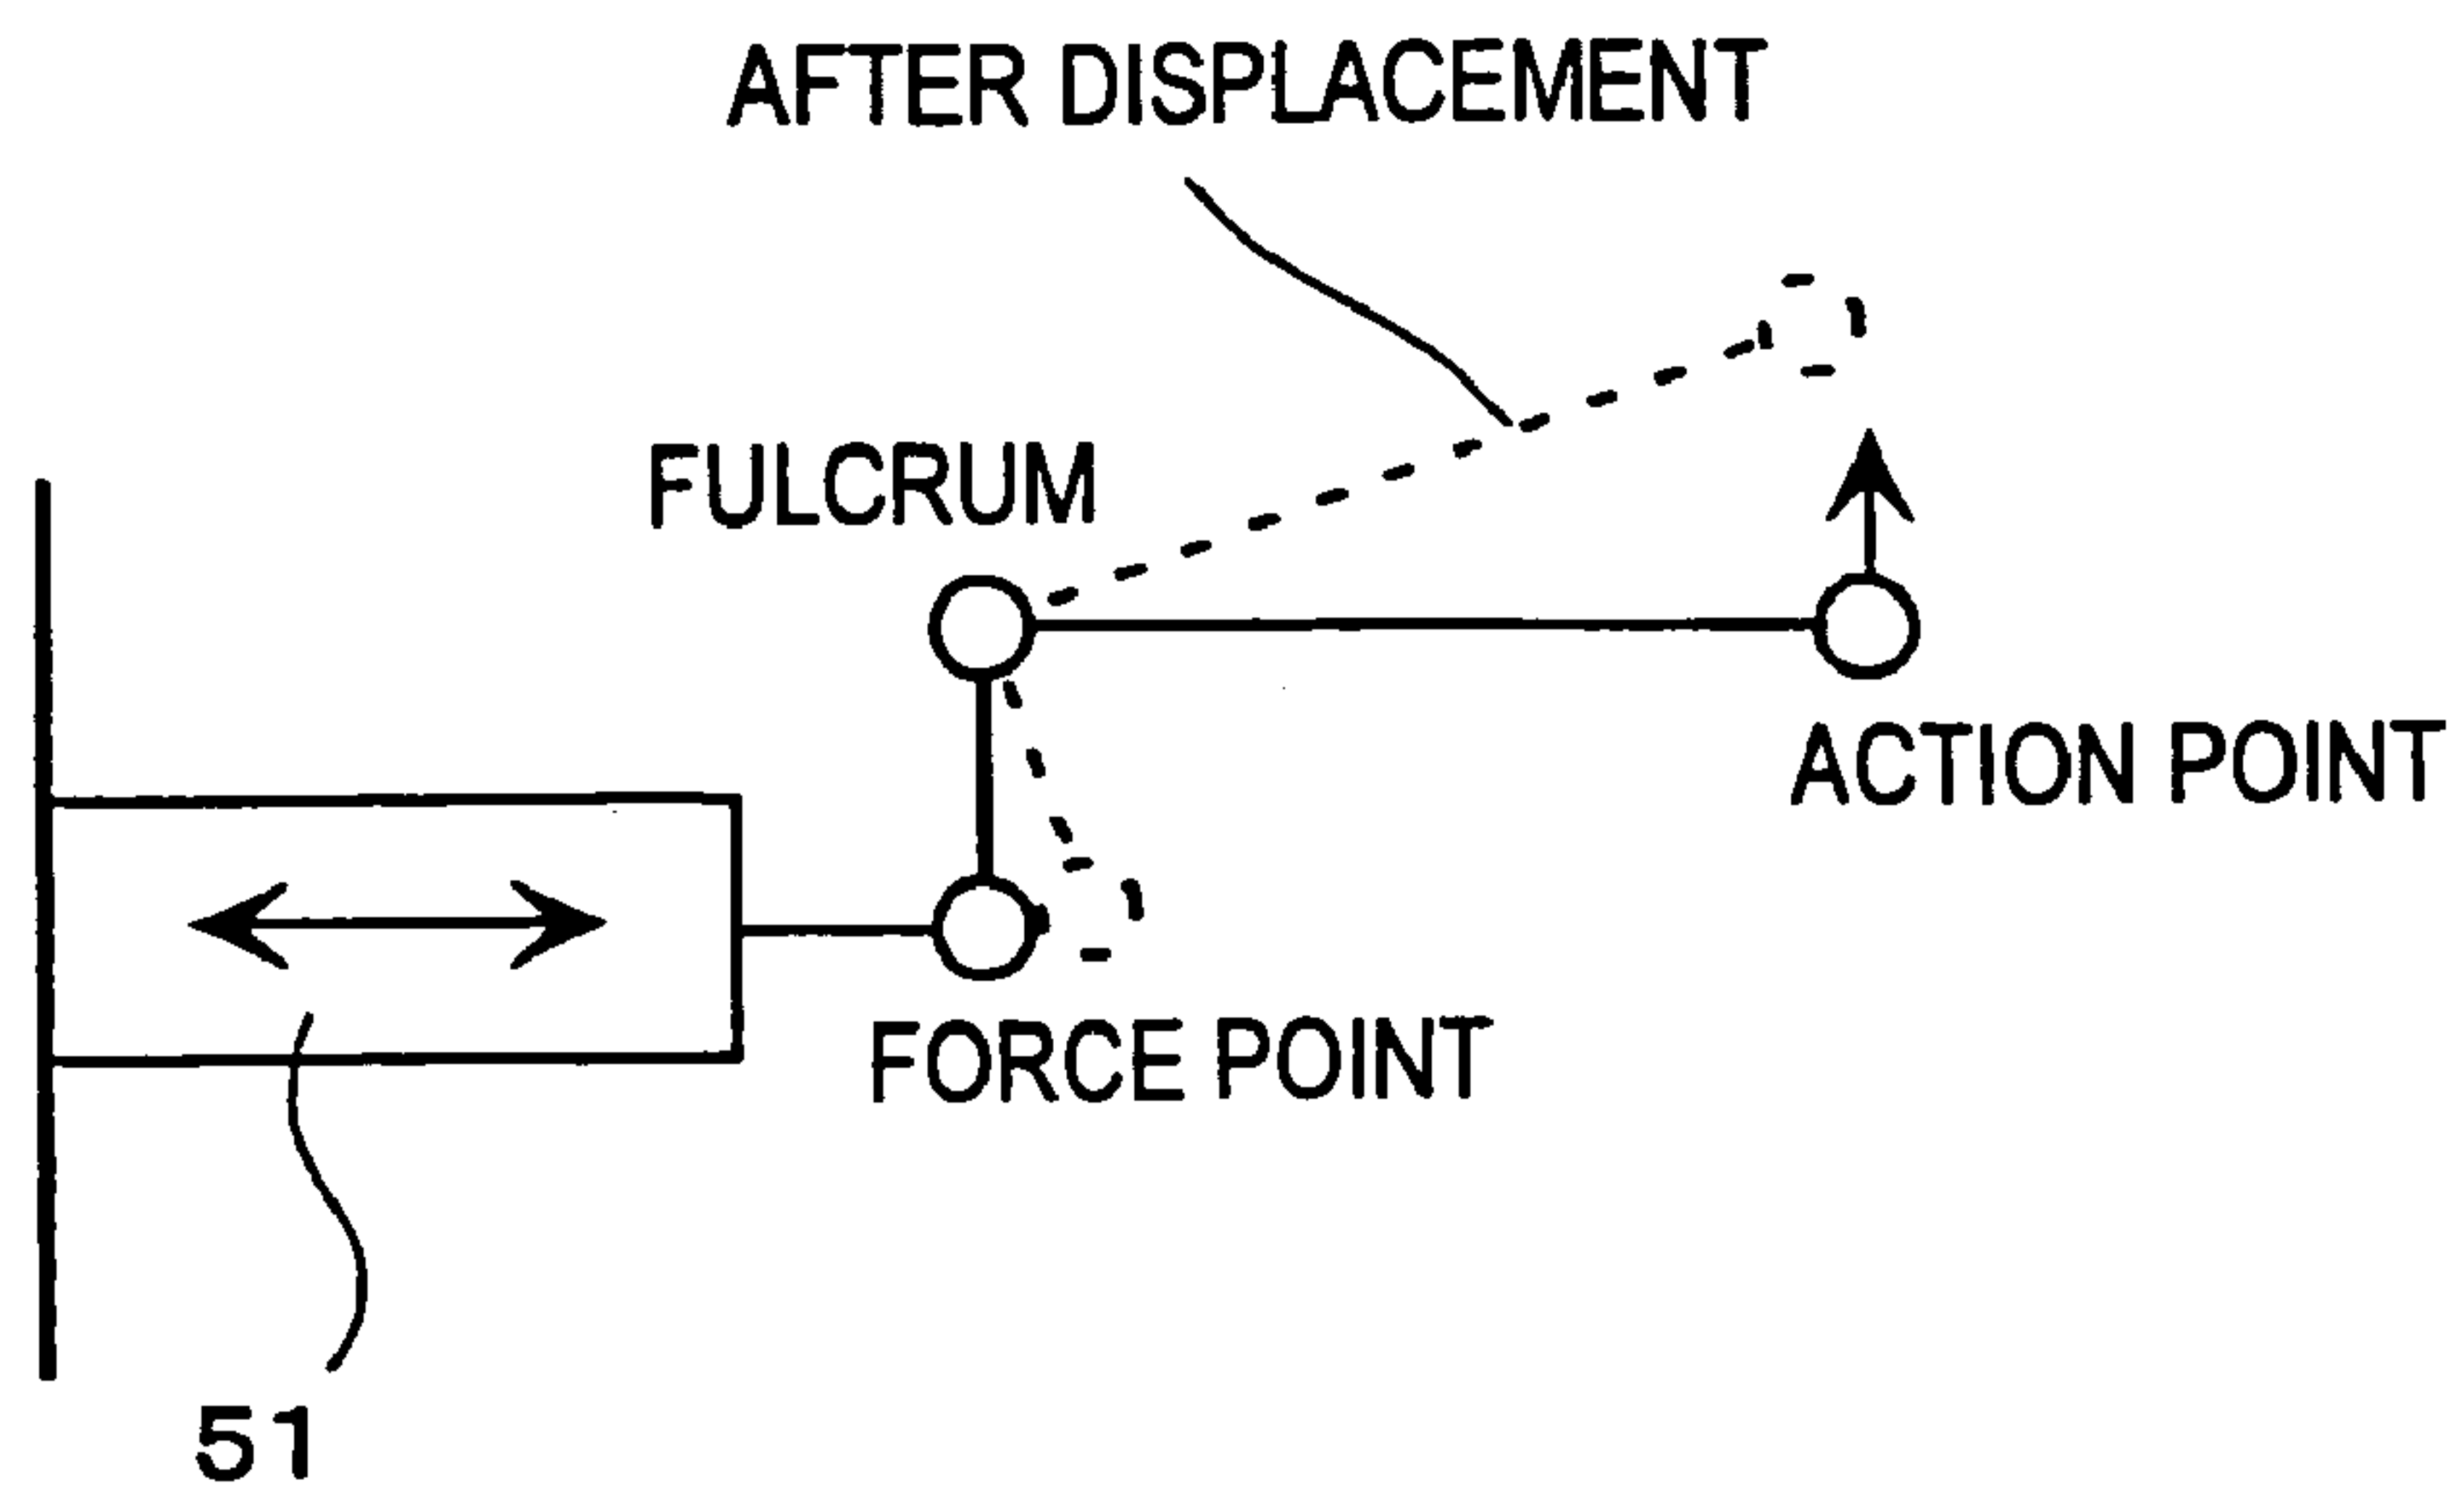 AFTER DISPLACEMENT
FULCRUM
ACTION POINT
FORCE POINT
51